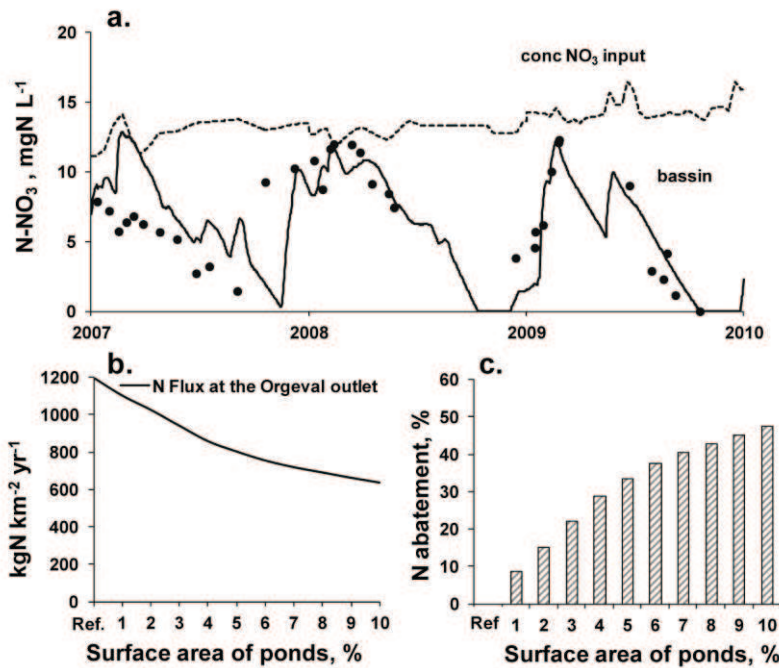 a.
20
15
10
5
0
N-NO3 , mgN L-1
conc NO3 input
bassin
2007 2008 2009 2010
b.
1200
1000
800
600
400
200
0
kgN km-2 yr-1
N Flux at the Orgeval outlet
Ref. 1 2 3 4 5 6 7 8 9 10
Surface area of ponds, %
c.
60
50
40
30
20
10
0
N abatement, %
Ref 1 2 3 4 5 6 7 8 9 10
Surface area of ponds, %